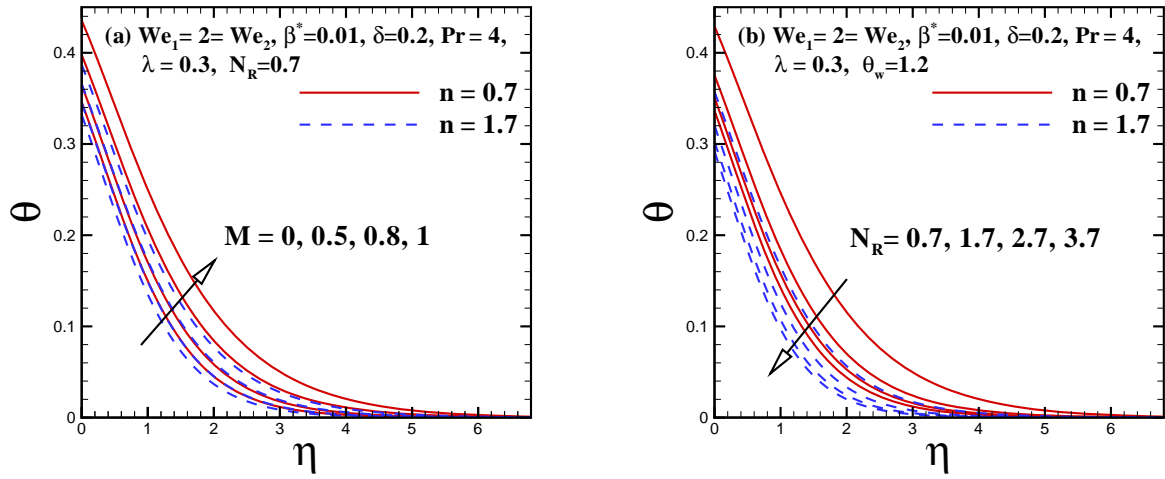 (a) We₁= 2= We₂, β*=0.01, δ=0.2, Pr = 4,
λ = 0.3, N_R=0.7
n = 0.7
n = 1.7
M = 0, 0.5, 0.8, 1
θ
0.4
0.3
0.2
0.1
0
0 1 2 3 4 5 6
η
(b) We₁= 2= We₂, β*=0.01, δ=0.2, Pr = 4,
λ = 0.3, θ_w=1.2
n = 0.7
n = 1.7
N_R= 0.7, 1.7, 2.7, 3.7
θ
0.4
0.3
0.2
0.1
0
0 1 2 3 4 5 6
η